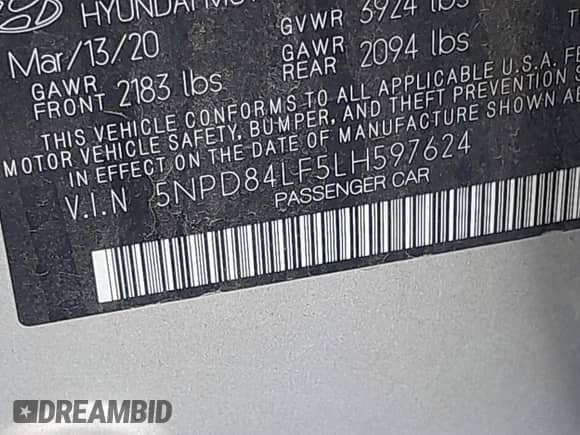 HYUNDAI MO
Mar/13/20
GVWR 3924 lbs
GAWR FRONT 2183 lbs
GAWR REAR 2094 lbs
THIS VEHICLE CONFORMS TO ALL APPLICABLE U.S.A. FE
MOTOR VEHICLE SAFETY, BUMPER, AND THEFT PREVENTION S
IN EFFECT ON THE DATE OF MANUFACTURE SHOWN AB
V.I.N 5NPD84LF5LH597624
PASSENGER CAR
DREAMBID